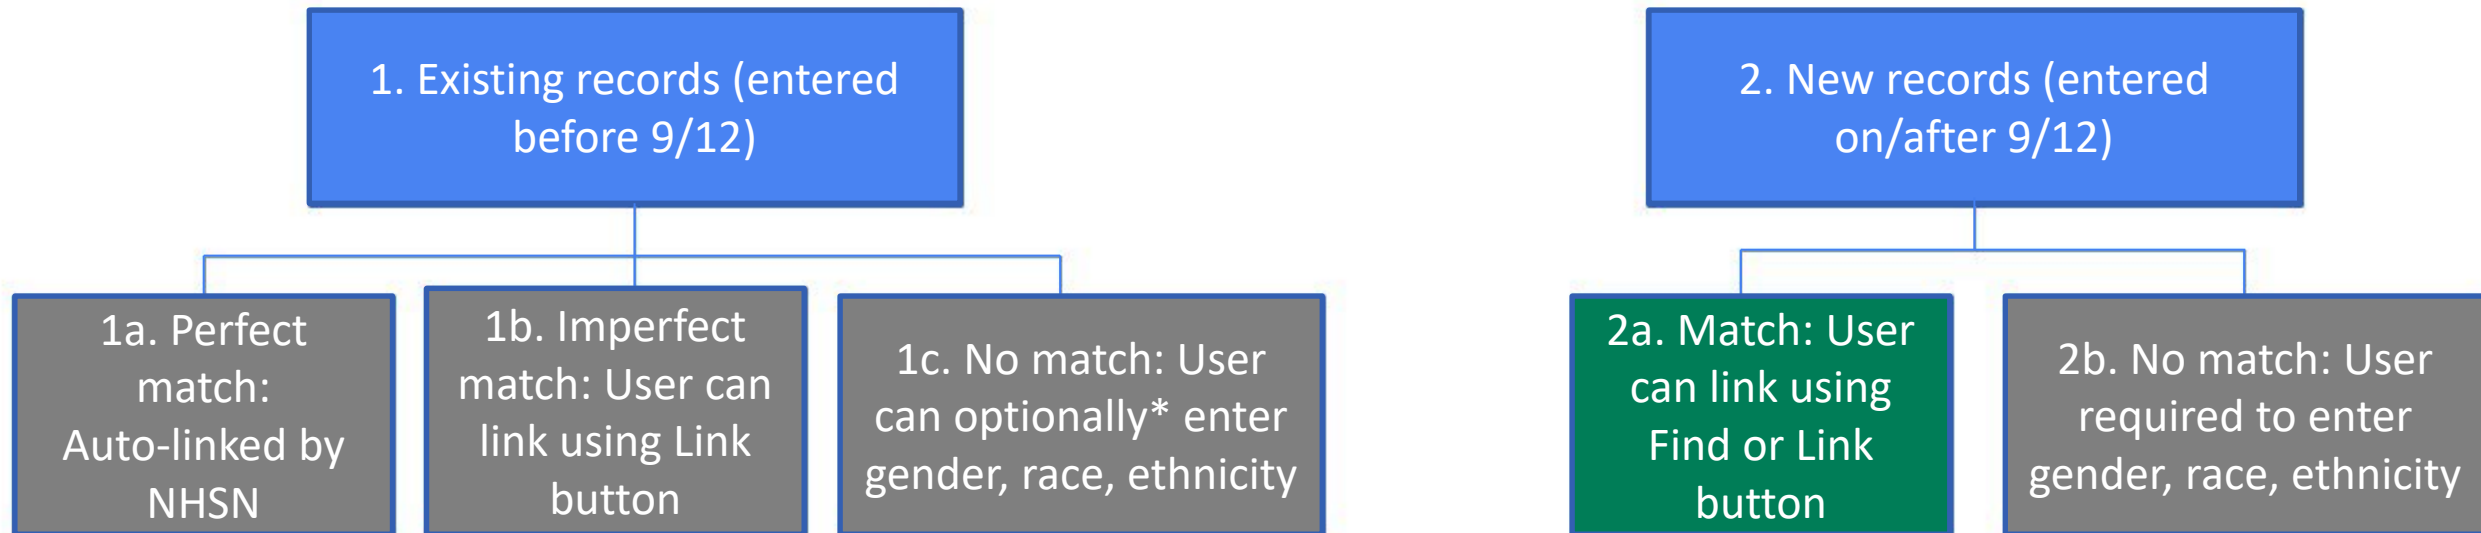 1. Existing records (entered
before 9/12)
2. New records (entered
on/after 9/12)
1a. Perfect
match:
Auto-linked by
NHSN
1b. Imperfect
match: User can
link using Link
button
1c. No match: User
can optionally* enter
gender, race, ethnicity
2a. Match: User
can link using
Find or Link
button
2b. No match: User
required to enter
gender, race, ethnicity